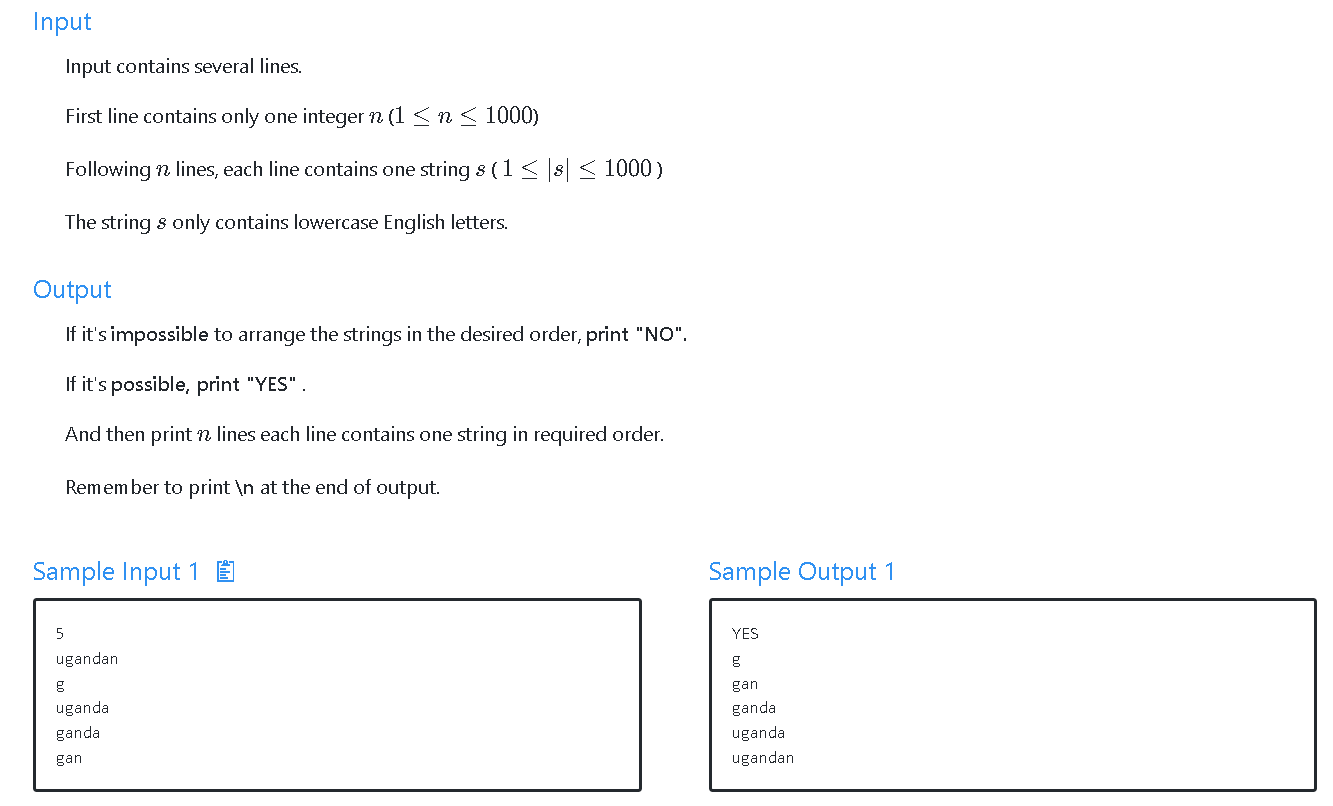 Input
Input contains several lines.
First line contains only one integer n (1 ≤ n ≤ 1000)
Following n lines, each line contains one string s ( 1 ≤ |s| ≤ 1000 )
The string s only contains lowercase English letters.
Output
If it's impossible to arrange the strings in the desired order, print "NO".
If it's possible, print "YES" .
And then print n lines each line contains one string in required order.
Remember to print \n at the end of output.
Sample Input 1
5
ugandan
g
uganda
ganda
gan
Sample Output 1
YES
g
gan
ganda
uganda
ugandan